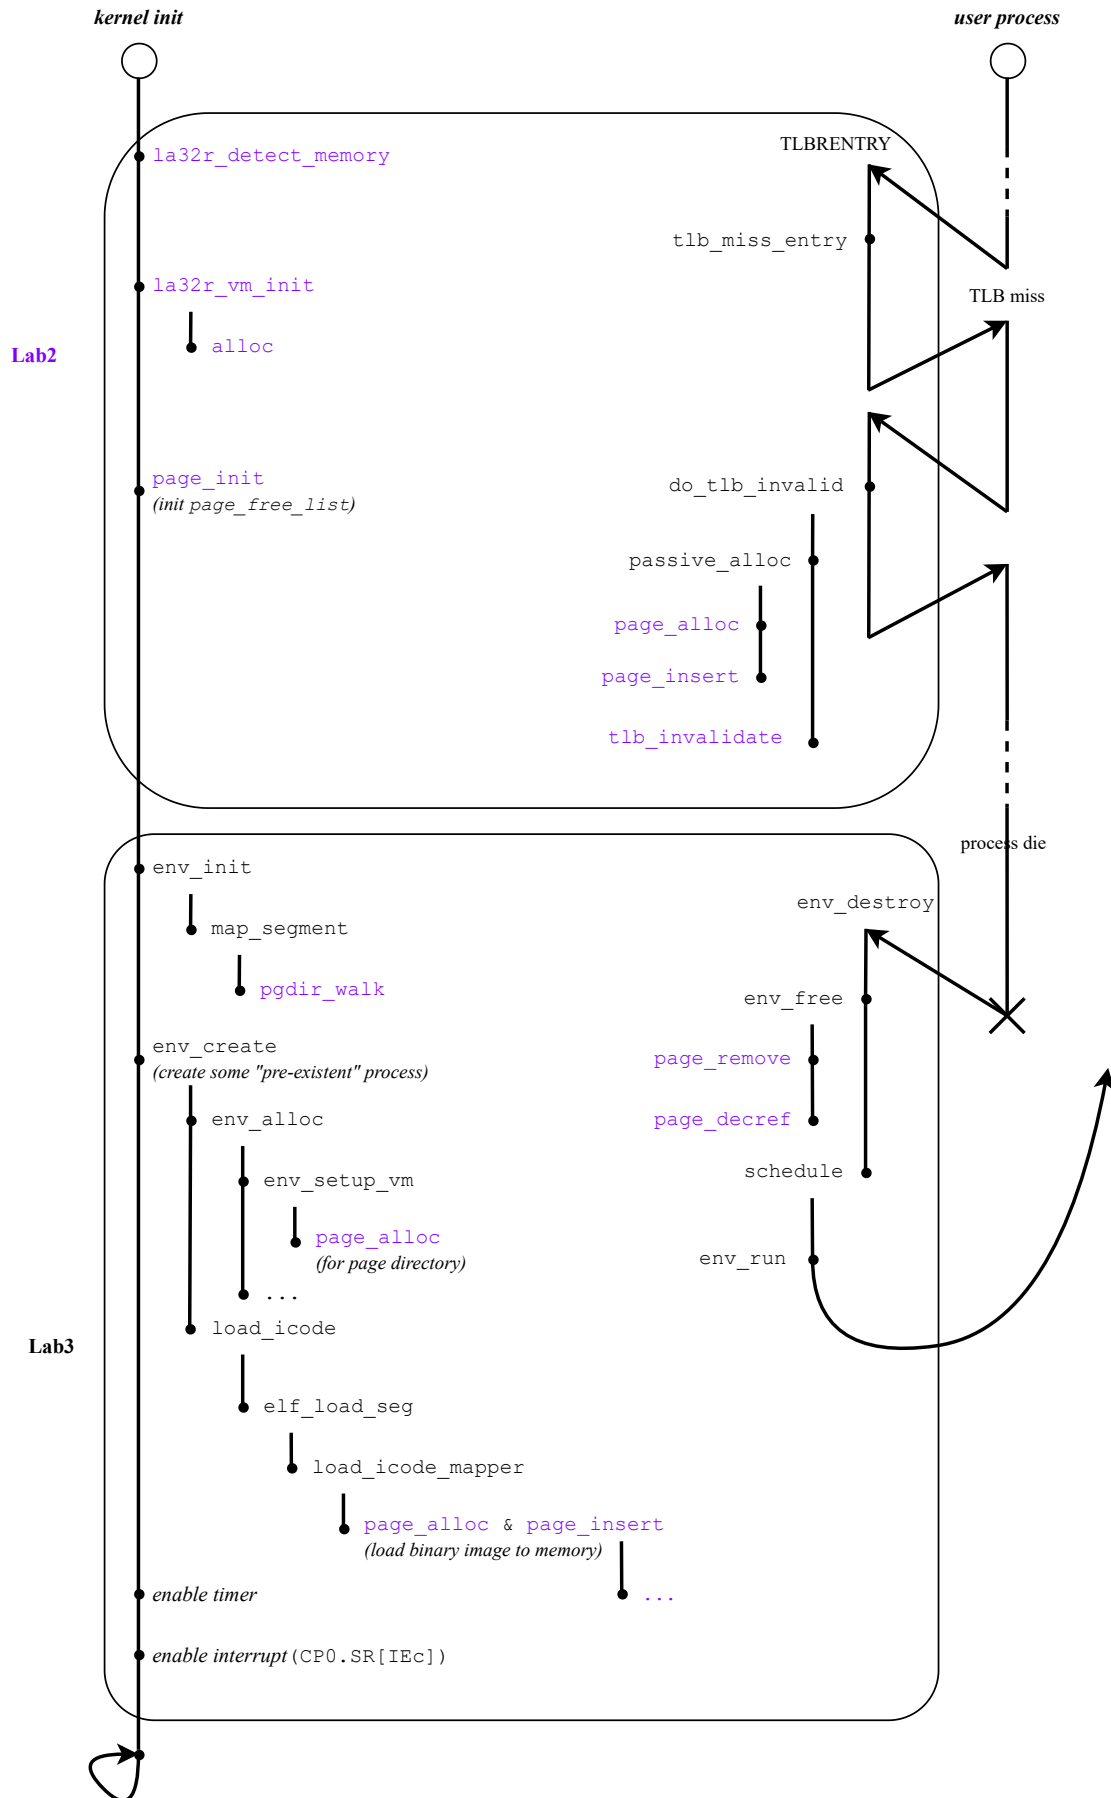 kernel init
user process
la32r_detect_memory
TLBRENTRY
tlb_miss_entry
la32r_vm_init
TLB miss
alloc
Lab2
page_init
(init page_free_list)
do_tlb_invalid
passive_alloc
page_alloc
page_insert
tlb_invalidate
process die
env_init
env_destroy
map_segment
pgdir_walk
env_free
env_create
(create some "pre-existent" process)
page_remove
env_alloc
page_decref
schedule
env_setup_vm
page_alloc
(for page directory)
env_run
...
load_icode
Lab3
elf_load_seg
load_icode_mapper
page_alloc & page_insert
(load binary image to memory)
enable timer
...
enable interrupt (CP0.SR[IEc])